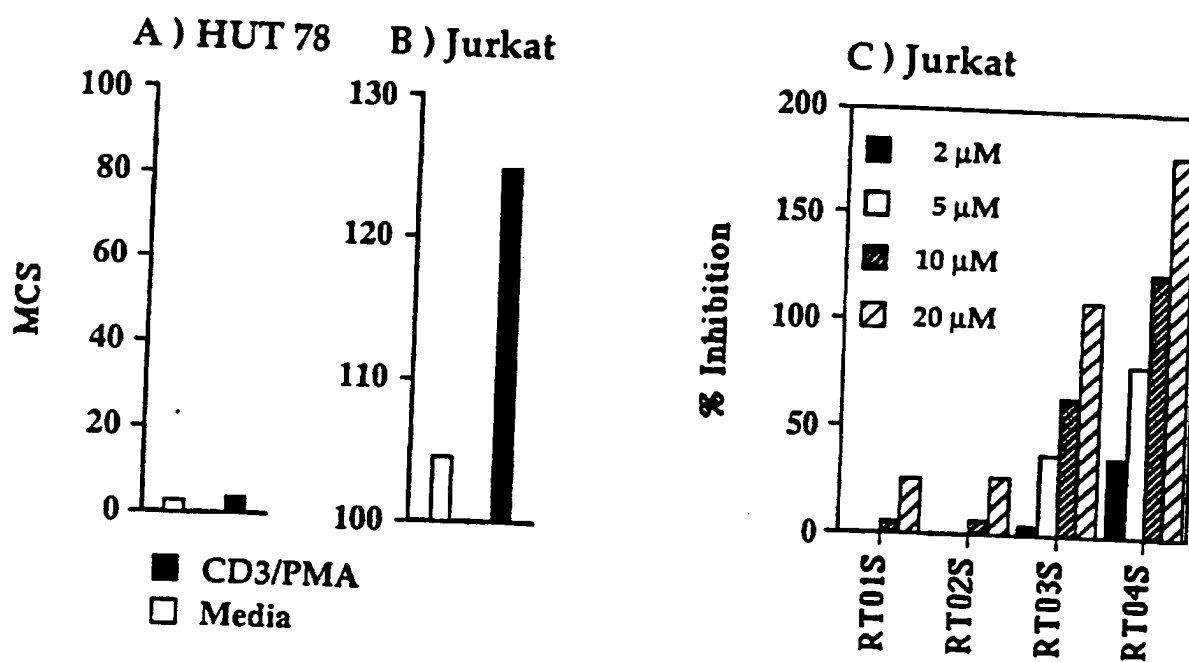 A ) HUT 78
MCS
100
80
60
40
20
0
CD3/PMA
Media
B ) Jurkat
130
120
110
100
C ) Jurkat
% Inhibition
200
150
100
50
0
2 µM
5 µM
10 µM
20 µM
RT01S
RT02S
RT03S
RT04S